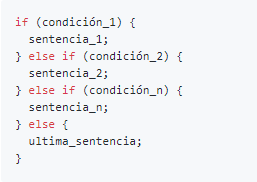 if (condición_1) {
  sentencia_1;
} else if (condición_2) {
  sentencia_2;
} else if (condición_n) {
  sentencia_n;
} else {
  ultima_sentencia;
}